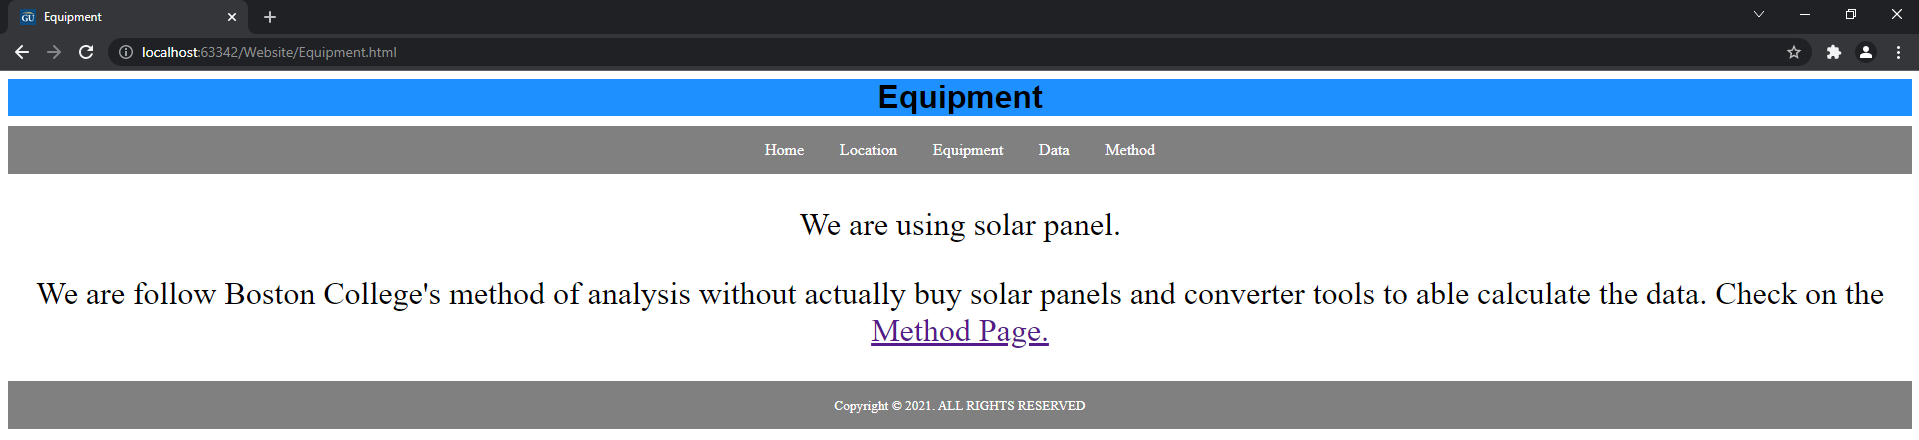 GU Equipment
localhost:63342/Website/Equipment.html
Equipment
Home Location Equipment Data Method
We are using solar panel.
We are follow Boston College's method of analysis without actually buy solar panels and converter tools to able calculate the data. Check on the
Method Page.
Copyright © 2021. ALL RIGHTS RESERVED